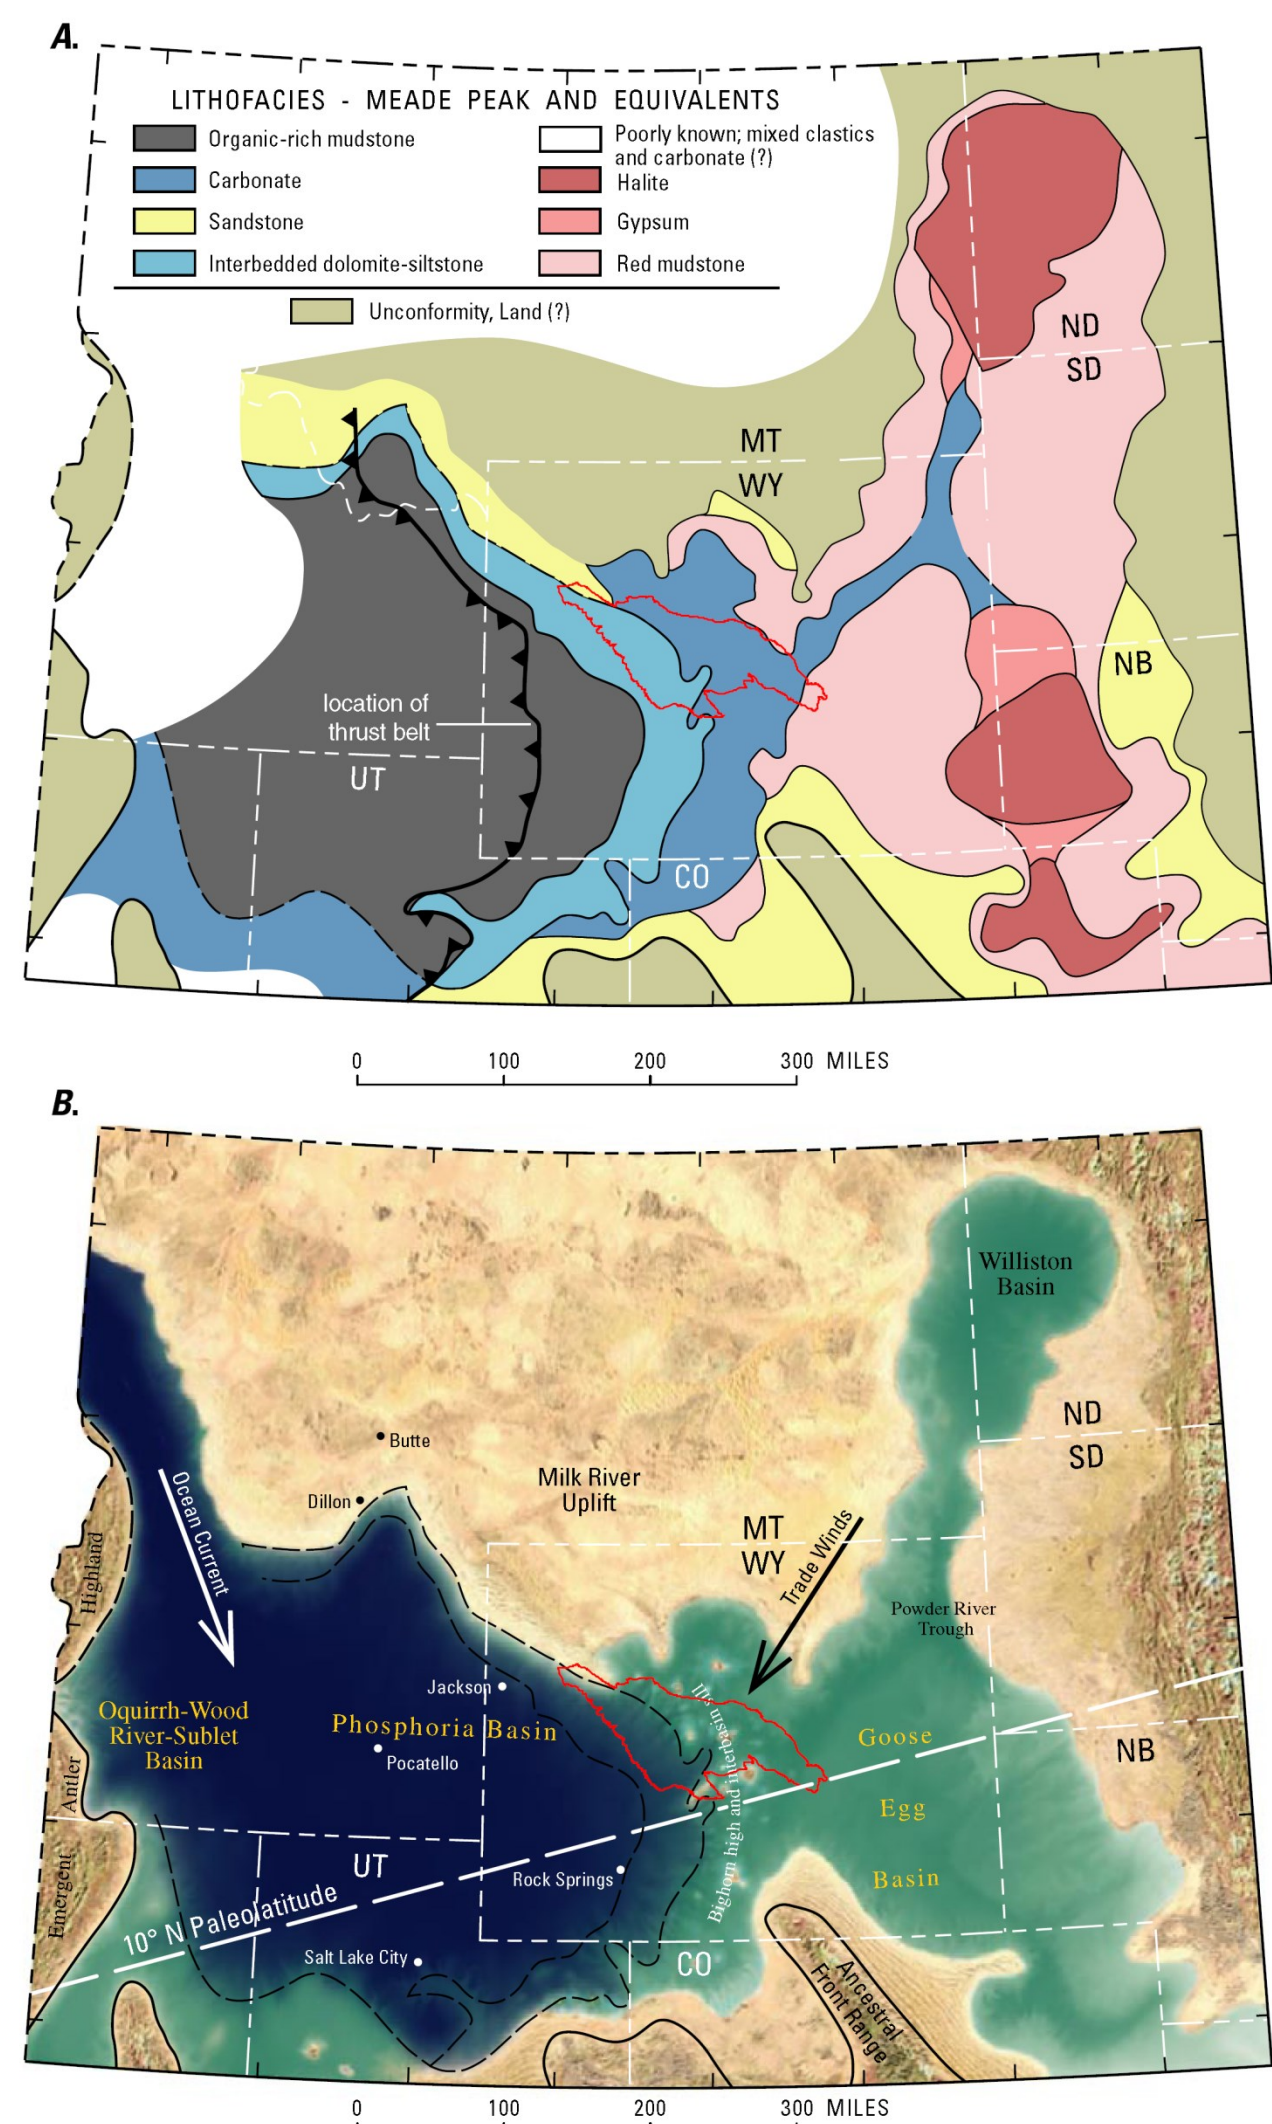 A.
LITHOFACIES - MEADE PEAK AND EQUIVALENTS
Organic-rich mudstone
Carbonate
Sandstone
Interbedded dolomite-siltstone
Poorly known; mixed clastics
and carbonate (?)
Halite
Gypsum
Red mudstone
Unconformity, Land (?)
ND
SD
MT
WY
NB
location of
thrust belt
UT
CO
0 100 200 300 MILES
B.
Williston
Basin
ND
SD
Butte
Milk River
Uplift
Dillon
Ocean Current
MT
WY
Trade Winds
Highland
Powder River
Trough
Jackson
Oquirrh-Wood
River-Sublet
Basin
Phosphoria Basin
Pocatello
Bighorn high and interbasin sill
Goose
Egg
Basin
NB
Antler
Emergent
UT
Rock Springs
10° N Paleolatitude
Salt Lake City
CO
Ancestral
Front Range
0 100 200 300 MILES